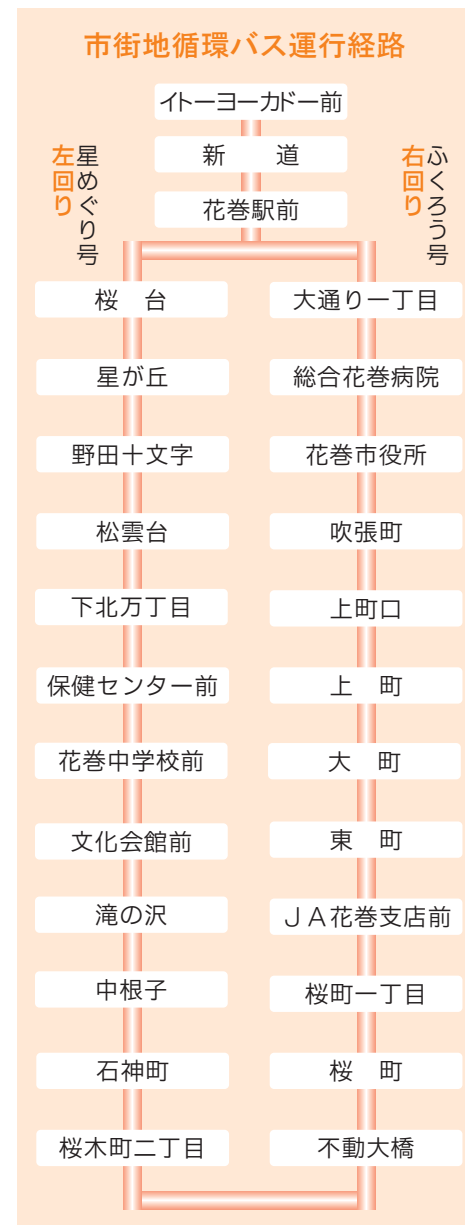 市街地循環バス運行経路
イトーヨーカドー前
新　道
花巻駅前
星めぐり号
左回り
ふくろう号
右回り
桜　台
星が丘
野田十文字
松雲台
下北万丁目
保健センター前
花巻中学校前
文化会館前
滝の沢
中根子
石神町
桜木町二丁目
大通り一丁目
総合花巻病院
花巻市役所
吹張町
上町口
上　町
大　町
東　町
ＪＡ花巻支店前
桜町一丁目
桜　町
不動大橋